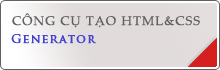 CÔNG CỤ TẠO HTML&CSS
Generator